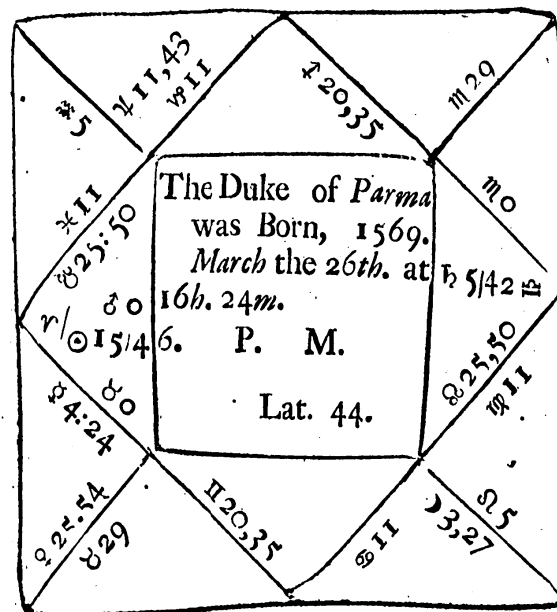 ♃ 11,43
♑ 11
♐ 20,35
♏ 29
♒ 5
♓ 11
☋ 25:50
The Duke of Parma
was Born, 1569.
March the 26th. at
16h. 24m.
P. M.
Lat. 44.
♏ 0
♄ 5/42 ♎
♂ 0
♈/☉ 15/46.
☊ 25,50
♍ 11
☿ 4:24
♉ 0
♀ 25.54
♉ 29
♊ 20,35
♋ 11
☽ 3,27
♌ 5